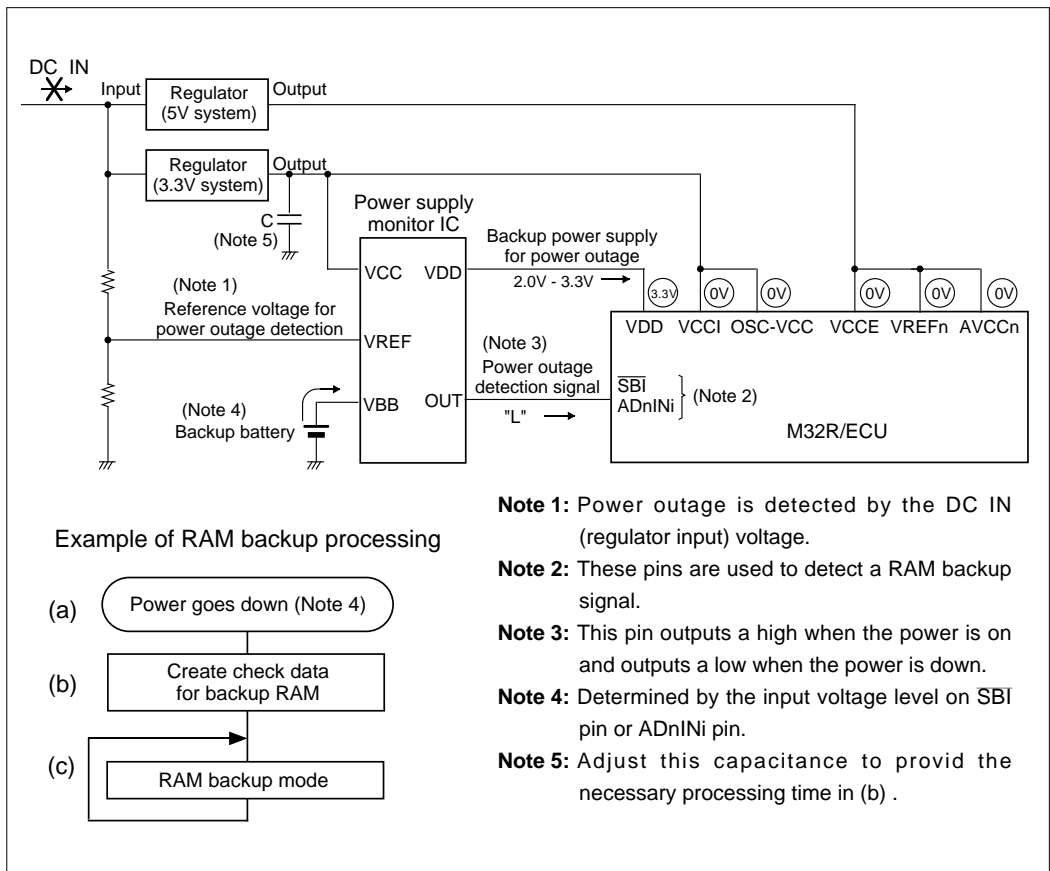 DC IN
Input
Regulator
(5V system)
Output
Regulator
(3.3V system)
Output
C
(Note 5)
Power supply
monitor IC
Backup power supply
for power outage
2.0V - 3.3V
VCC
VDD
(Note 1)
Reference voltage for
power outage detection
VREF
(Note 3)
Power outage
detection signal
"L"
(Note 4)
Backup battery
VBB
OUT
3.3V
0V
0V
0V
0V
0V
VDD
VCCI
OSC-VCC
VCCE
VREFn
AVCCn
SBI
ADnINi
(Note 2)
M32R/ECU
Example of RAM backup processing
(a)
Power goes down (Note 4)
(b)
Create check data
for backup RAM
(c)
RAM backup mode
Note 1: Power outage is detected by the DC IN
(regulator input) voltage.
Note 2: These pins are used to detect a RAM backup
signal.
Note 3: This pin outputs a high when the power is on
and outputs a low when the power is down.
Note 4: Determined by the input voltage level on SBI
pin or ADnINi pin.
Note 5: Adjust this capacitance to provid the
necessary processing time in (b) .